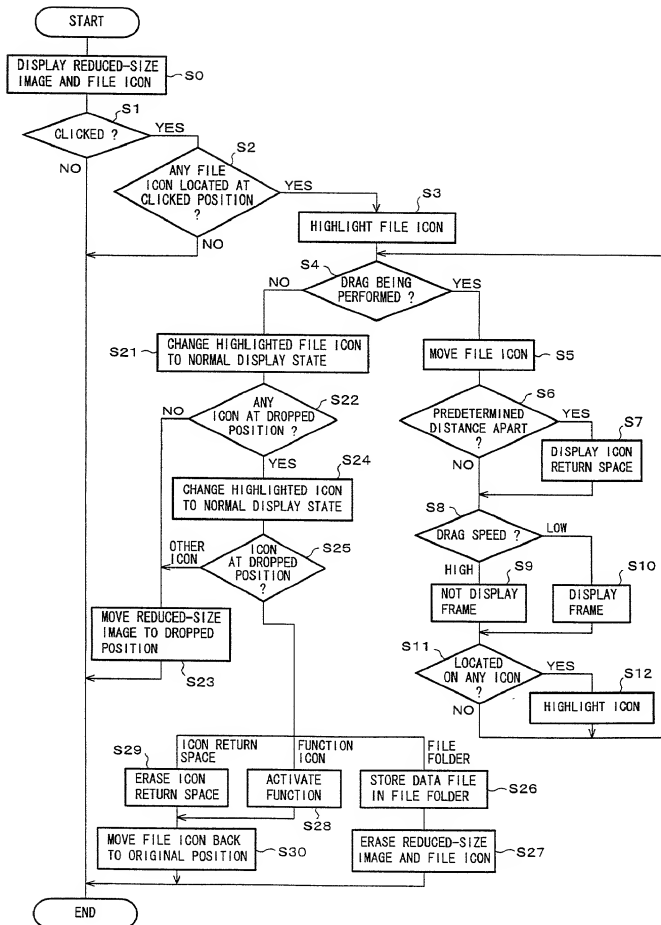 START
DISPLAY REDUCED-SIZE
IMAGE AND FILE ICON
S0
S1
CLICKED ?
YES
NO
S2
ANY FILE
ICON LOCATED AT
CLICKED POSITION
?
YES
NO
S3
HIGHLIGHT FILE ICON
S4
DRAG BEING
PERFORMED ?
NO
YES
S21
CHANGE HIGHLIGHTED FILE ICON
TO NORMAL DISPLAY STATE
MOVE FILE ICON
S5
S22
ANY
ICON AT DROPPED
POSITION ?
NO
YES
S6
PREDETERMINED
DISTANCE APART
?
YES
NO
S7
DISPLAY ICON
RETURN SPACE
S24
CHANGE HIGHLIGHTED ICON
TO NORMAL DISPLAY STATE
S8
DRAG SPEED ?
LOW
HIGH
S25
ICON
AT DROPPED
POSITION
?
OTHER
ICON
S9
NOT DISPLAY
FRAME
S10
DISPLAY
FRAME
MOVE REDUCED-SIZE
IMAGE TO DROPPED
POSITION
S23
S11
LOCATED
ON ANY ICON
?
YES
NO
S12
HIGHLIGHT ICON
S29
ICON RETURN
SPACE
FUNCTION
ICON
FILE
FOLDER
ERASE ICON
RETURN SPACE
ACTIVATE
FUNCTION
S28
STORE DATA FILE
IN FILE FOLDER
S26
MOVE FILE ICON BACK
TO ORIGINAL POSITION
S30
ERASE REDUCED-SIZE
IMAGE AND FILE ICON
S27
END